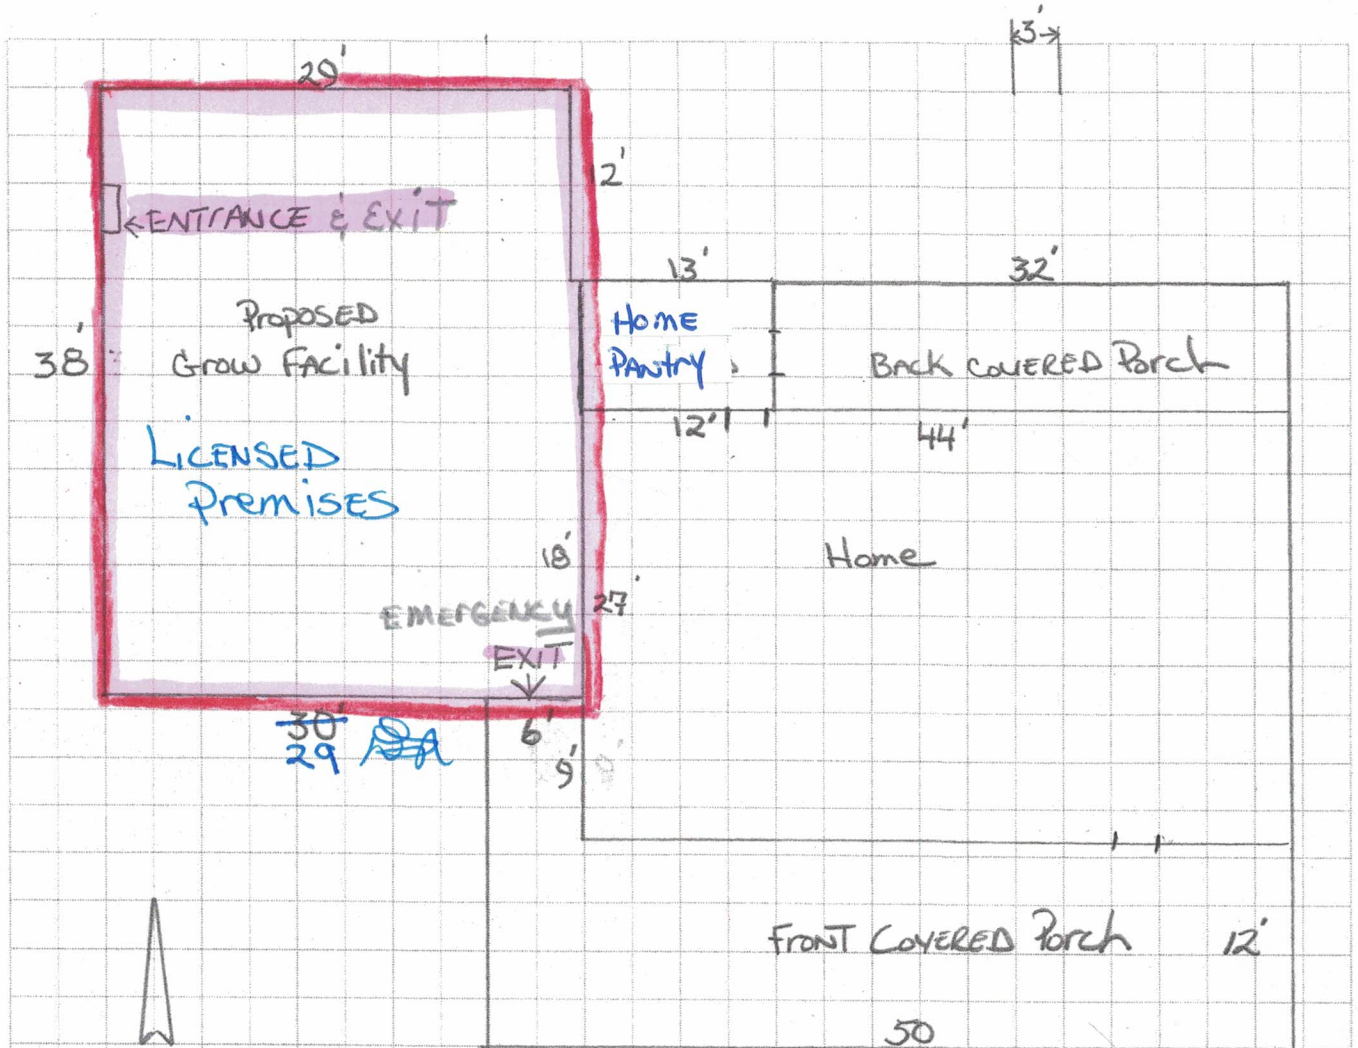 3'
29'
12'
←ENTRANCE & EXIT
13'
32'
Proposed
Grow Facility
38'
Home
Pantry
Back covered Porch
12'
44'
Licensed
Premises
18'
Home
27'
EMERGENCY
EXIT
30'
29
6'
9'
Front Covered Porch
12'
50